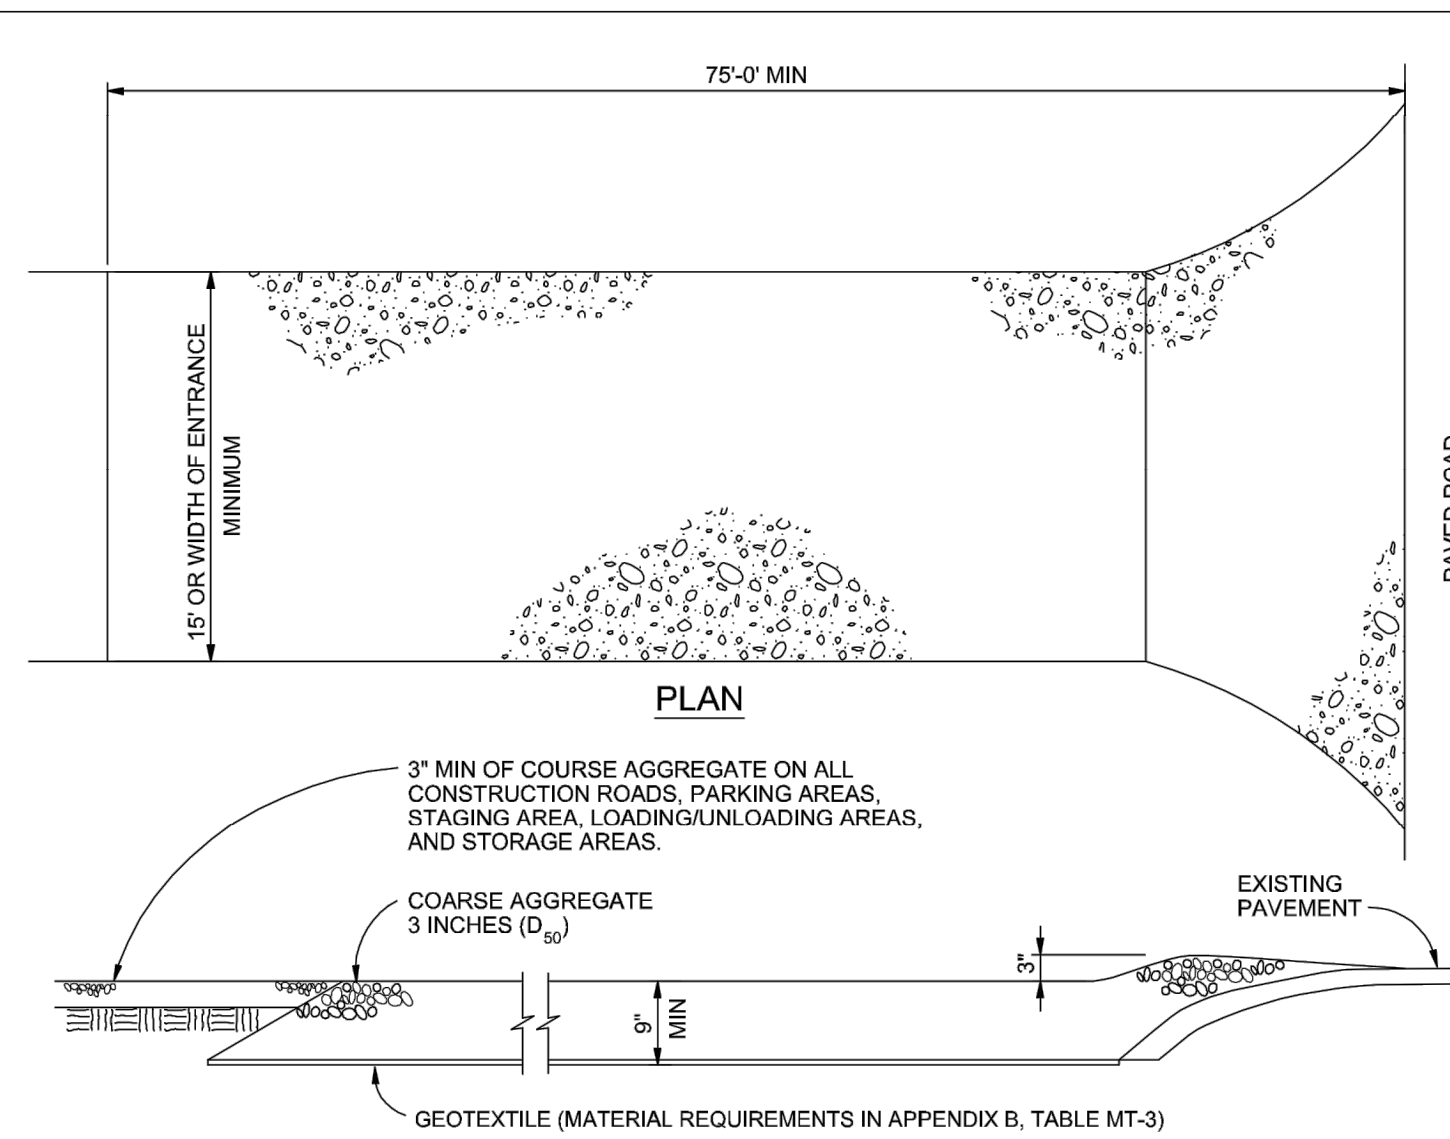 75'-0' MIN
15' OR WIDTH OF ENTRANCE
MINIMUM
PLAN
3" MIN OF COURSE AGGREGATE ON ALL
CONSTRUCTION ROADS, PARKING AREAS,
STAGING AREA, LOADING/UNLOADING AREAS,
AND STORAGE AREAS.
COARSE AGGREGATE
3 INCHES (D50)
EXISTING
PAVEMENT
3"
9"
MIN
GEOTEXTILE (MATERIAL REQUIREMENTS IN APPENDIX B, TABLE MT-3)